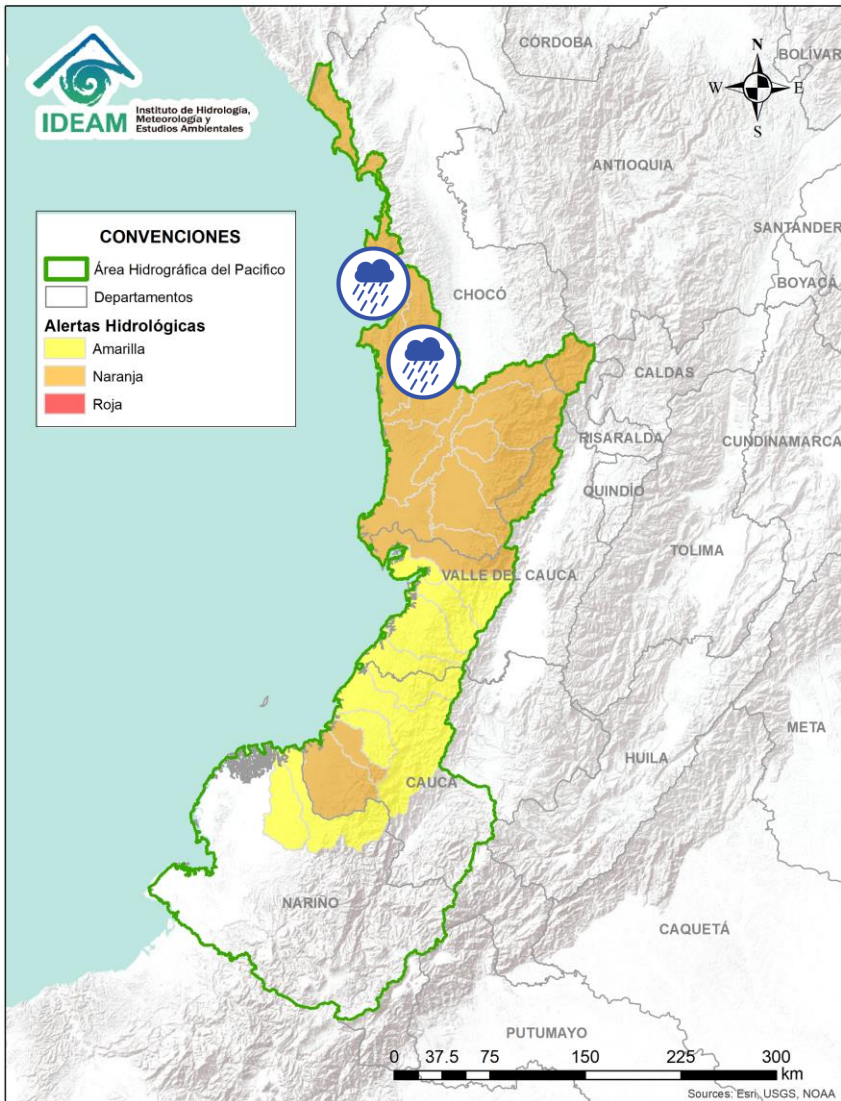 IDEAM
Instituto de Hidrología,
Meteorología y
Estudios Ambientales
CÓRDOBA
BOLÍVAR
N
W
E
S
ANTIOQUIA
SANTANDER
CONVENCIONES
Área Hidrográfica del Pacifico
Departamentos
Alertas Hidrológicas
Amarilla
Naranja
Roja
BOYACÁ
CHOCÓ
CALDAS
RISARALDA
CUNDINAMARCA
QUINDÍO
TOLIMA
VALLE DEL CAUCA
META
HUILA
CAUCA
NARIÑO
CAQUETÁ
PUTUMAYO
0 37.5 75 150 225 300
km
Sources: Esri, USGS, NOAA